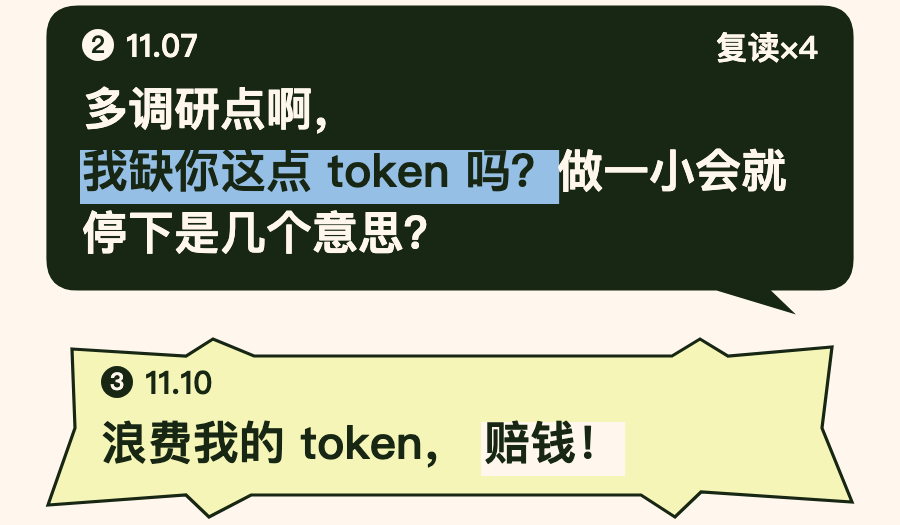 2 11.07
复读×4
多调研点啊，
我缺你这点 token 吗？做一小会就
停下是几个意思？
3 11.10
浪费我的 token， 赔钱！